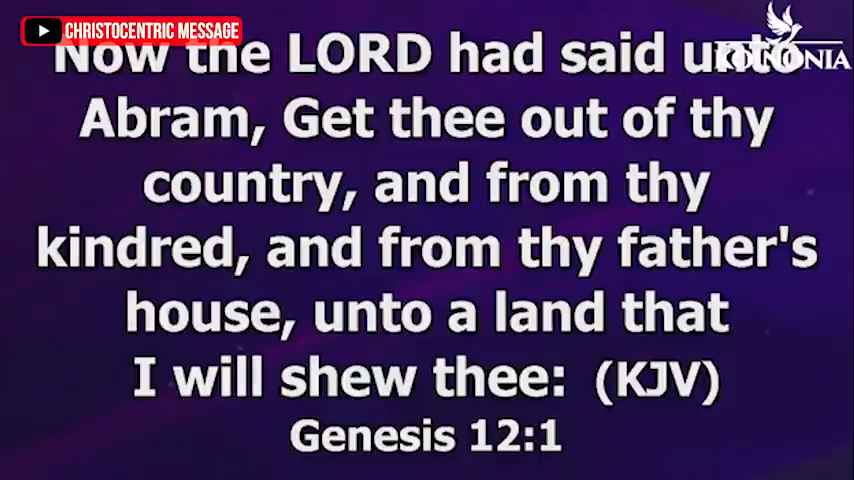 CHRISTOCENTRIC MESSAGE
KOINONIA
Now the LORD had said unto
Abram, Get thee out of thy
country, and from thy
kindred, and from thy father's
house, unto a land that
I will shew thee: (KJV)
Genesis 12:1